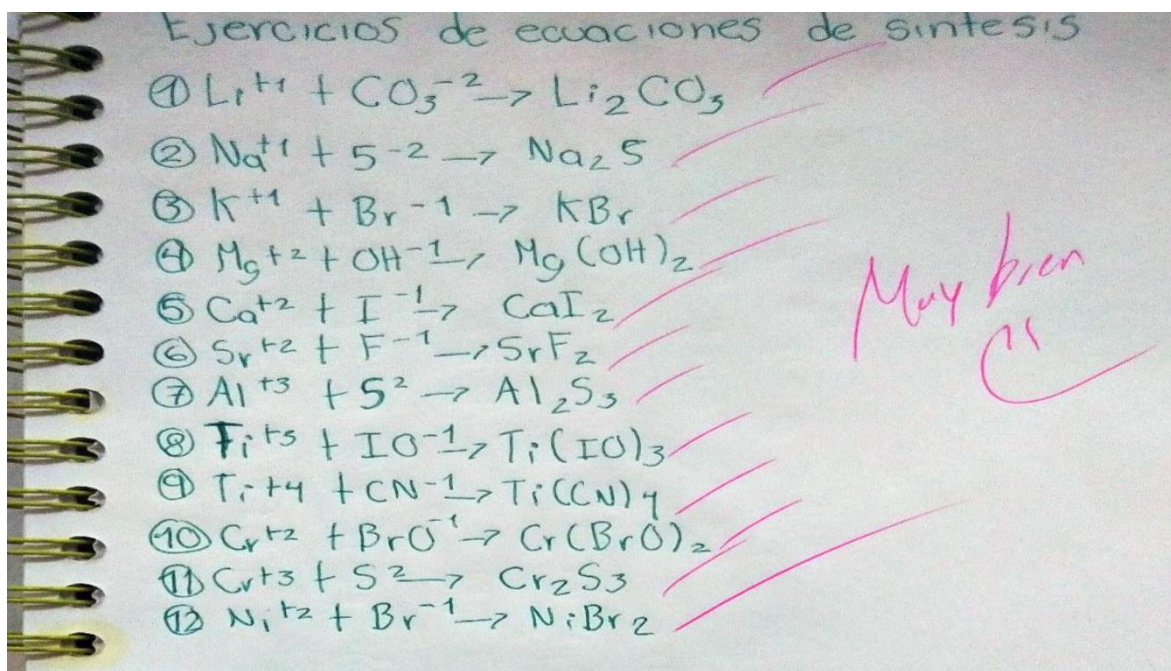 Ejercicios de ecuaciones de sintesis
① Li⁺¹ + CO₃⁻² → Li₂CO₃
② Na⁺¹ + S⁻² → Na₂S
③ K⁺¹ + Br⁻¹ → KBr
④ Mg⁺² + OH⁻¹ → Mg(OH)₂
⑤ Ca⁺² + I⁻¹ → CaI₂
⑥ Sr⁺² + F⁻¹ → SrF₂
⑦ Al⁺³ + S² → Al₂S₃
⑧ Ti⁺³ + IO⁻¹ → Ti(IO)₃
⑨ Ti⁺⁴ + CN⁻¹ → Ti(CN)₄
⑩ Cr⁺² + BrO⁻¹ → Cr(BrO)₂
⑪ Cr⁺³ + S² → Cr₂S₃
⑫ Ni⁺² + Br⁻¹ → NiBr₂
Muy bien